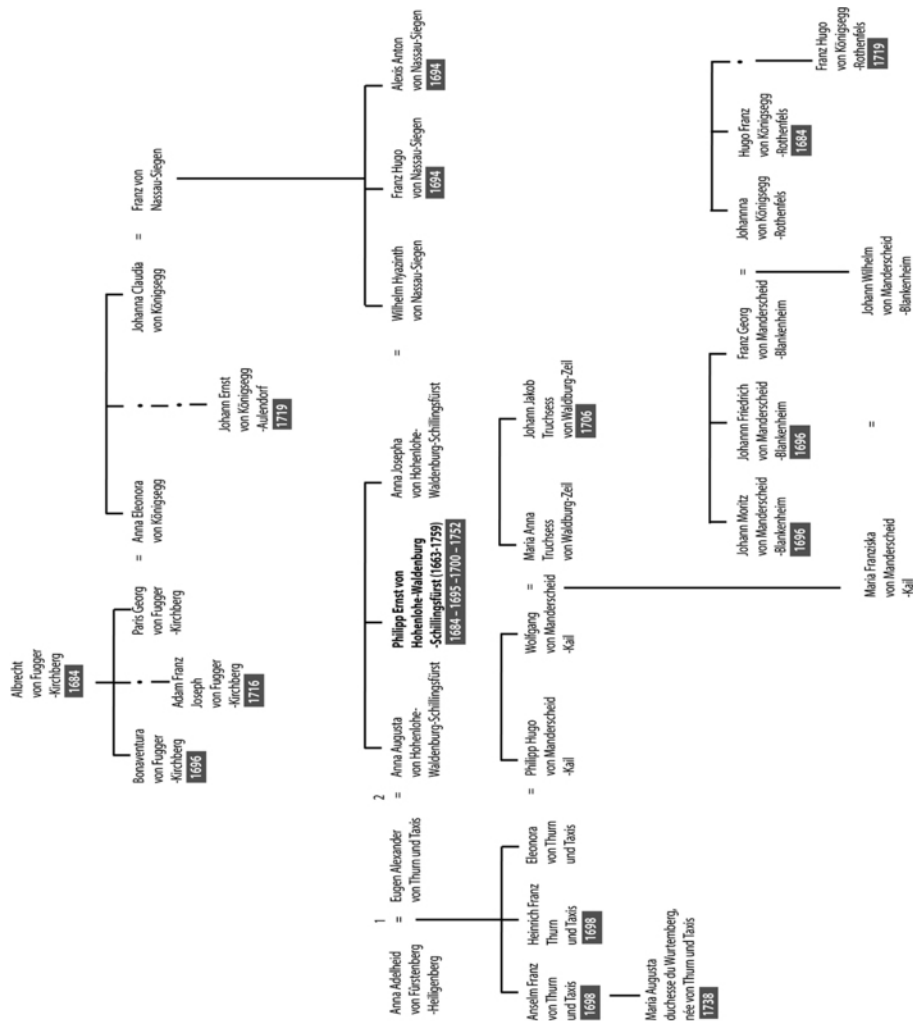 Albrecht
von Fugger
-Kirchberg
1684
Bonaventura
von Fugger
-Kirchberg
1696
Adam Franz
Joseph
von Fugger
-Kirchberg
1716
Paris Georg
von Fugger
-Kirchberg
=
Anna Eleonora
von Königsegg
Johann Ernst
von Königsegg
-Aulendorf
1719
Johanna Claudia
von Königsegg
=
Franz von
Nassau-Siegen
Anna Adelheid
von Fürstenberg
-Heiligenberg
1
=
Eugen Alexander
von Thurn und Taxis
2
=
Anna Augusta
von Hohenlohe-
Waldenburg-Schillingsfürst
Philipp Ernst von
Hohenlohe-Waldenburg
-Schillingsfürst (1663-1759)
1684 – 1695 –1700 – 1752
Anna Josepha
von Hohenlohe-
Waldenburg-Schillingsfürst
=
Wilhelm Hyazinth
von Nassau-Siegen
Franz Hugo
von Nassau-Siegen
1694
Alexis Anton
von Nassau-Siegen
1694
Anselm Franz
von Thurn
und Taxis
1698
Heinrich Franz
Thurn
und Taxis
1698
Eleonora
von Thurn
und Taxis
=
Philipp Hugo
von Manderscheid
-Kail
Wolfgang
von Manderscheid
-Kail
=
Maria Anna
Truchsess
von Waldburg-Zeil
Johann Jakob
Truchsess
von Waldburg-Zeil
1706
Maria Augusta
duchesse du Wurtemberg,
née von Thurn und Taxis
1738
Johann Moritz
von Manderscheid
-Blankenheim
1696
Johannn Friedrich
von Manderscheid
-Blankenheim
1696
Franz Georg
von Manderscheid
-Blankenheim
=
Johannna
von Königsegg
-Rothenfels
Hugo Franz
von Königsegg
-Rothenfels
1684
Franz Hugo
von Königsegg
-Rothenfels
1719
Maria Franziska
von Manderscheid
-Kail
=
Johann Wilhelm
von Manderscheid
-Blankenheim